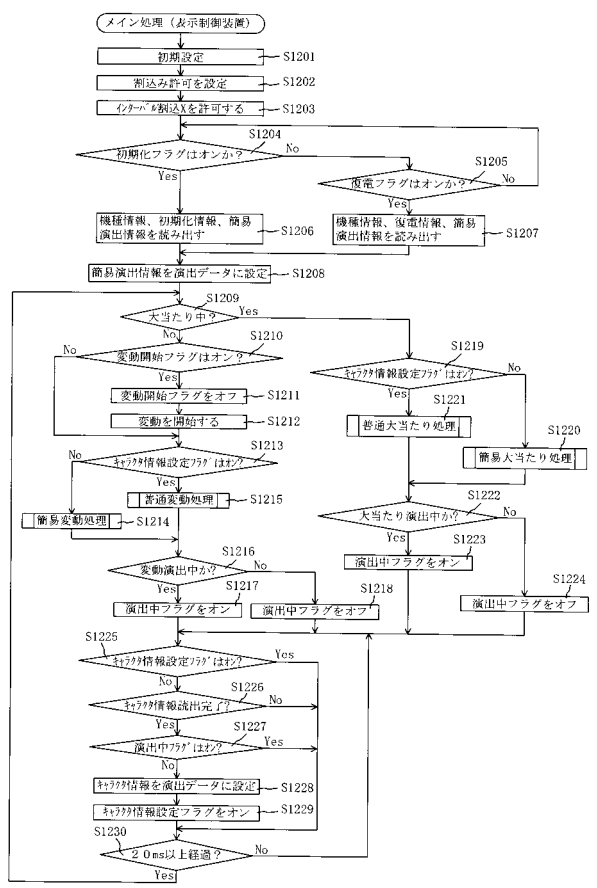 メイン処理（表示制御装置）
初期設定
S1201
割込み許可を設定
S1202
インターバル割込Xを許可する
S1203
S1204
初期化フラグはオンか？
No
Yes
S1205
復電フラグはオンか？
No
Yes
機種情報、初期化情報、簡易
演出情報を読み出す
S1206
機種情報、復電情報、簡易
演出情報を読み出す
S1207
簡易演出情報を演出データに設定
S1208
S1209
大当たり中？
Yes
No
S1210
変動開始フラグはオン？
No
Yes
S1219
キャラクタ情報設定フラグはオン?
No
Yes
変動開始フラグをオフ
S1211
変動を開始する
S1212
S1221
普通大当たり処理
S1220
簡易大当たり処理
S1213
キャラクタ情報設定フラグはオン?
No
Yes
普通変動処理
S1215
簡易変動処理
S1214
S1222
大当たり演出中か？
No
Yes
S1223
演出中フラグをオン
S1224
演出中フラグをオフ
S1216
変動演出中か？
No
Yes
S1217
演出中フラグをオン
S1218
演出中フラグをオフ
S1225
キャラクタ情報設定フラグはオン?
Yes
No
S1226
キャラクタ情報読出完了?
No
Yes
S1227
演出中フラグはオン?
Yes
No
キャラクタ情報を演出データに設定
S1228
キャラクタ情報設定フラグをオン
S1229
S1230
20ms以上経過？
No
Yes